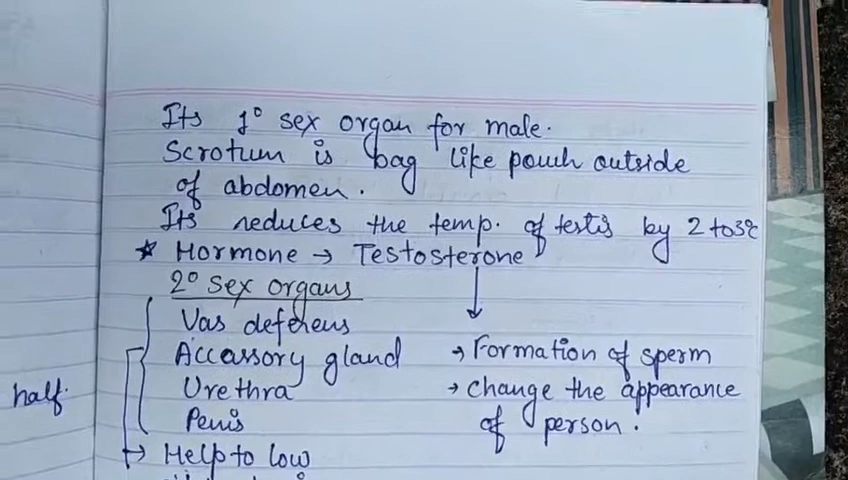 Its 1° sex organ for male.
Scrotum is bag like pouch outside
of abdomen.
Its reduces the temp. of testis by 2 to 3°C
* Hormone → Testosterone
2° sex organs
Vas deferens
Accessory gland → Formation of sperm
half. Urethra → Change the appearance
Penis of person.
→ Help to low